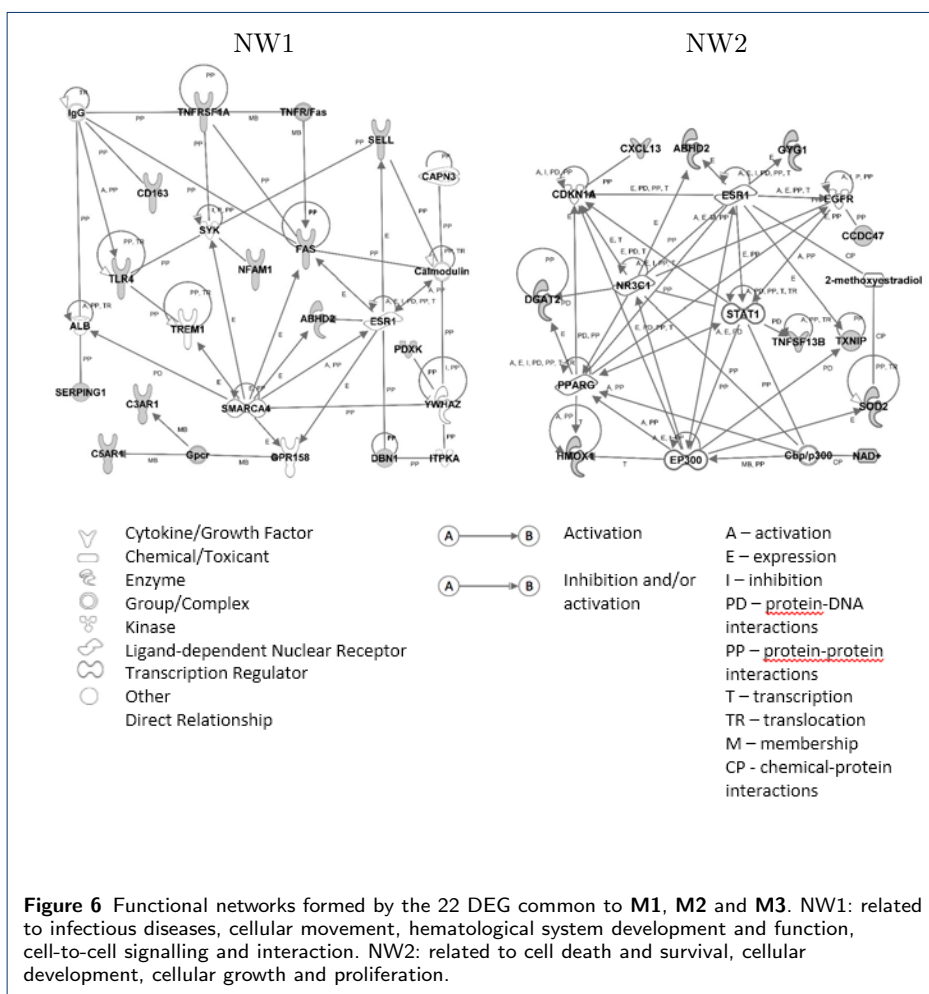 NW1
NW2
IgG
TNFRSF1A
TNFR/Fas
SELL
CAPN3
CD163
SYK
FAS
NFAM1
Calmodulin
TLR4
TREM1
ALB
ABHD2
ESR1
PDXK
SERPING1
C3AR1
SMARCA4
YWHAZ
C5AR1
Gpcr
GPR158
DBN1
ITPKA
CXCL13
ABHD2
GYG1
CDKN1A
ESR1
EGFR
CCDC47
2-methoxyestradiol
NR3C1
DGAT2
STAT1
TNFSF13B
TXNIP
PPARG
SOD2
HMOX1
EP300
Cbp/p300
NAD+
Cytokine/Growth Factor
Chemical/Toxicant
Enzyme
Group/Complex
Kinase
Ligand-dependent Nuclear Receptor
Transcription Regulator
Other
Direct Relationship
A B Activation
A B Inhibition and/or
activation
A – activation
E – expression
I – inhibition
PD – protein-DNA
interactions
PP – protein-protein
interactions
T – transcription
TR – translocation
M – membership
CP - chemical-protein
interactions
Figure 6 Functional networks formed by the 22 DEG common to M1, M2 and M3. NW1: related
to infectious diseases, cellular movement, hematological system development and function,
cell-to-cell signalling and interaction. NW2: related to cell death and survival, cellular
development, cellular growth and proliferation.